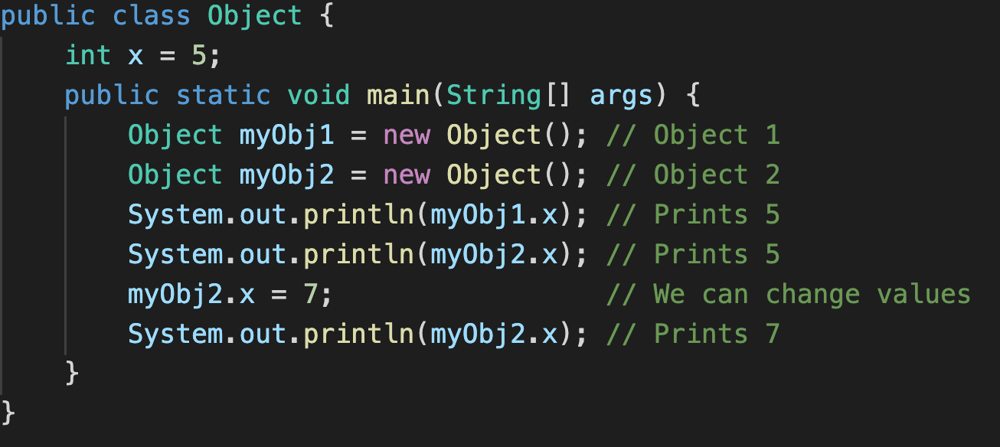 public class Object {
    int x = 5;
    public static void main(String[] args) {
        Object myObj1 = new Object(); // Object 1
        Object myObj2 = new Object(); // Object 2
        System.out.println(myObj1.x); // Prints 5
        System.out.println(myObj2.x); // Prints 5
        myObj2.x = 7;                 // We can change values
        System.out.println(myObj2.x); // Prints 7
    }
}